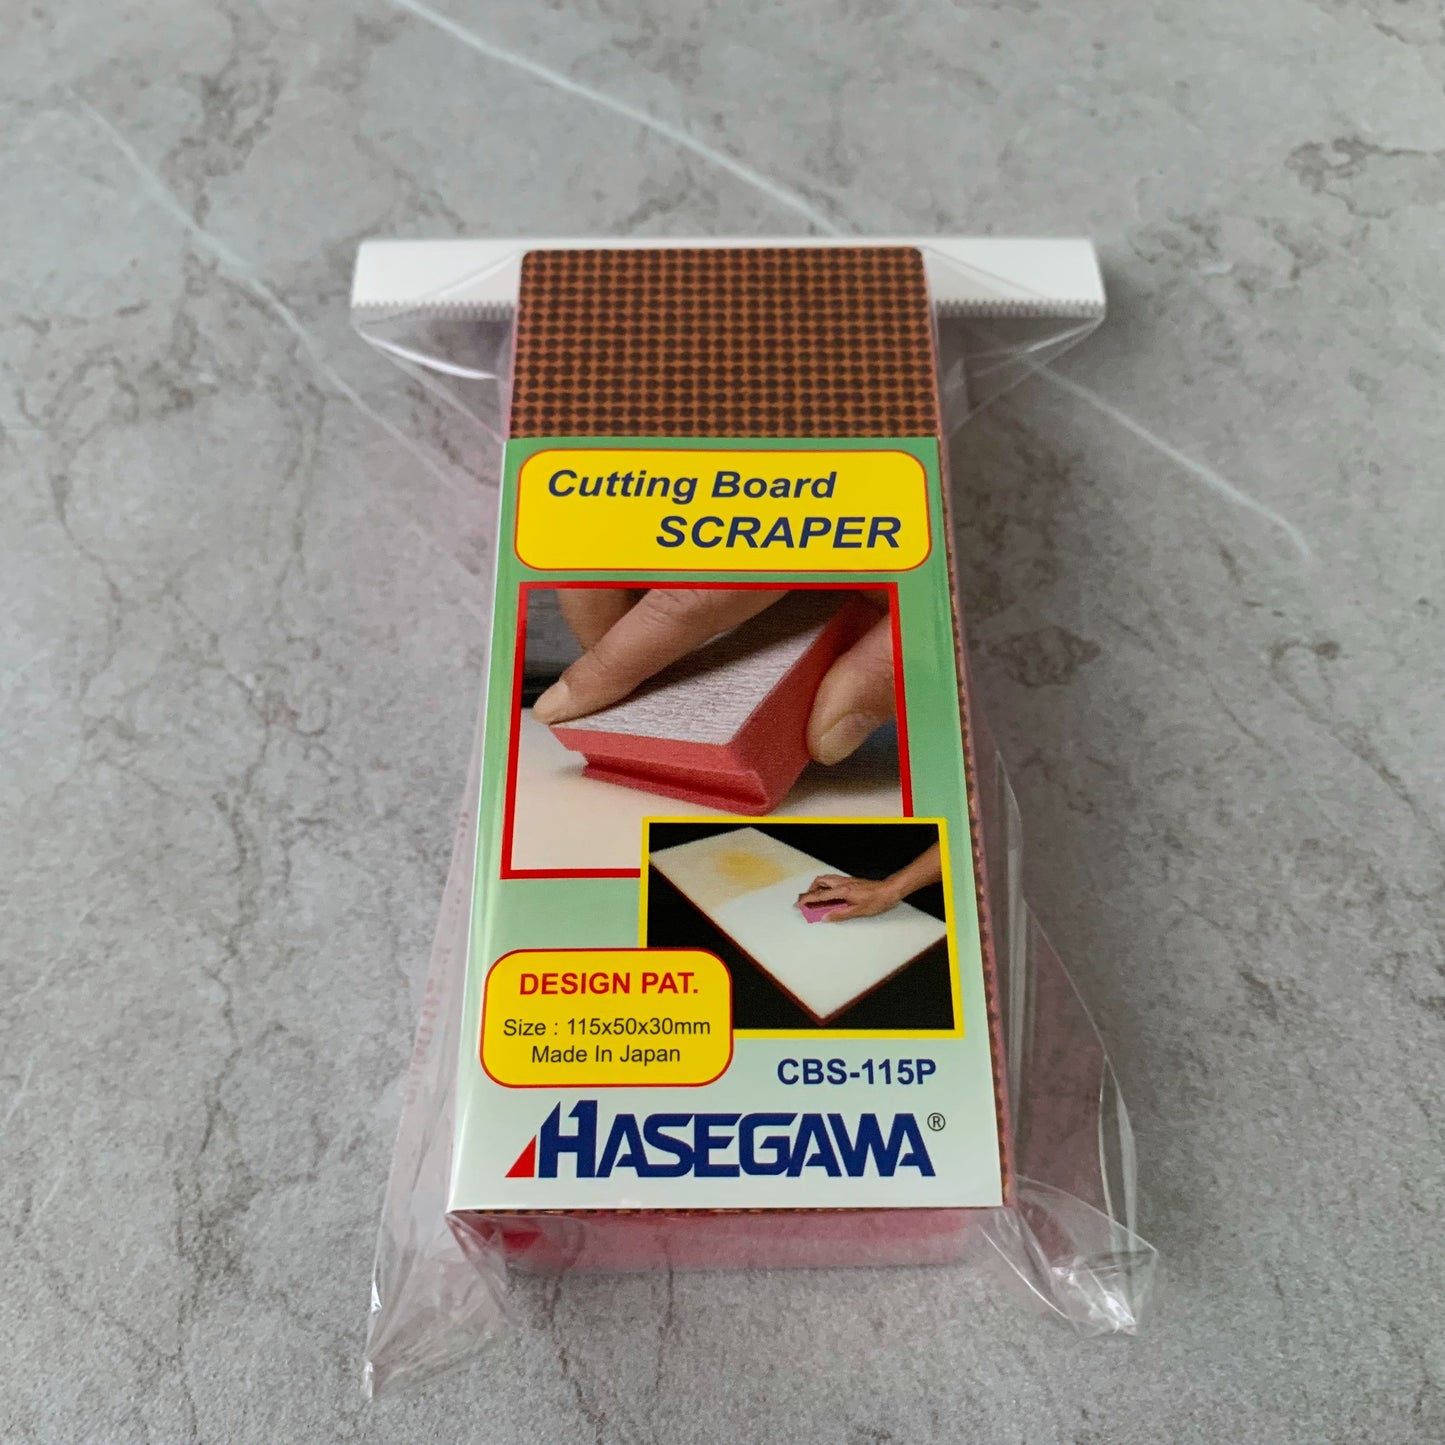 Cutting Board
SCRAPER
DESIGN PAT.
Size : 115x50x30mm
Made In Japan
CBS-115P
HASEGAWA®